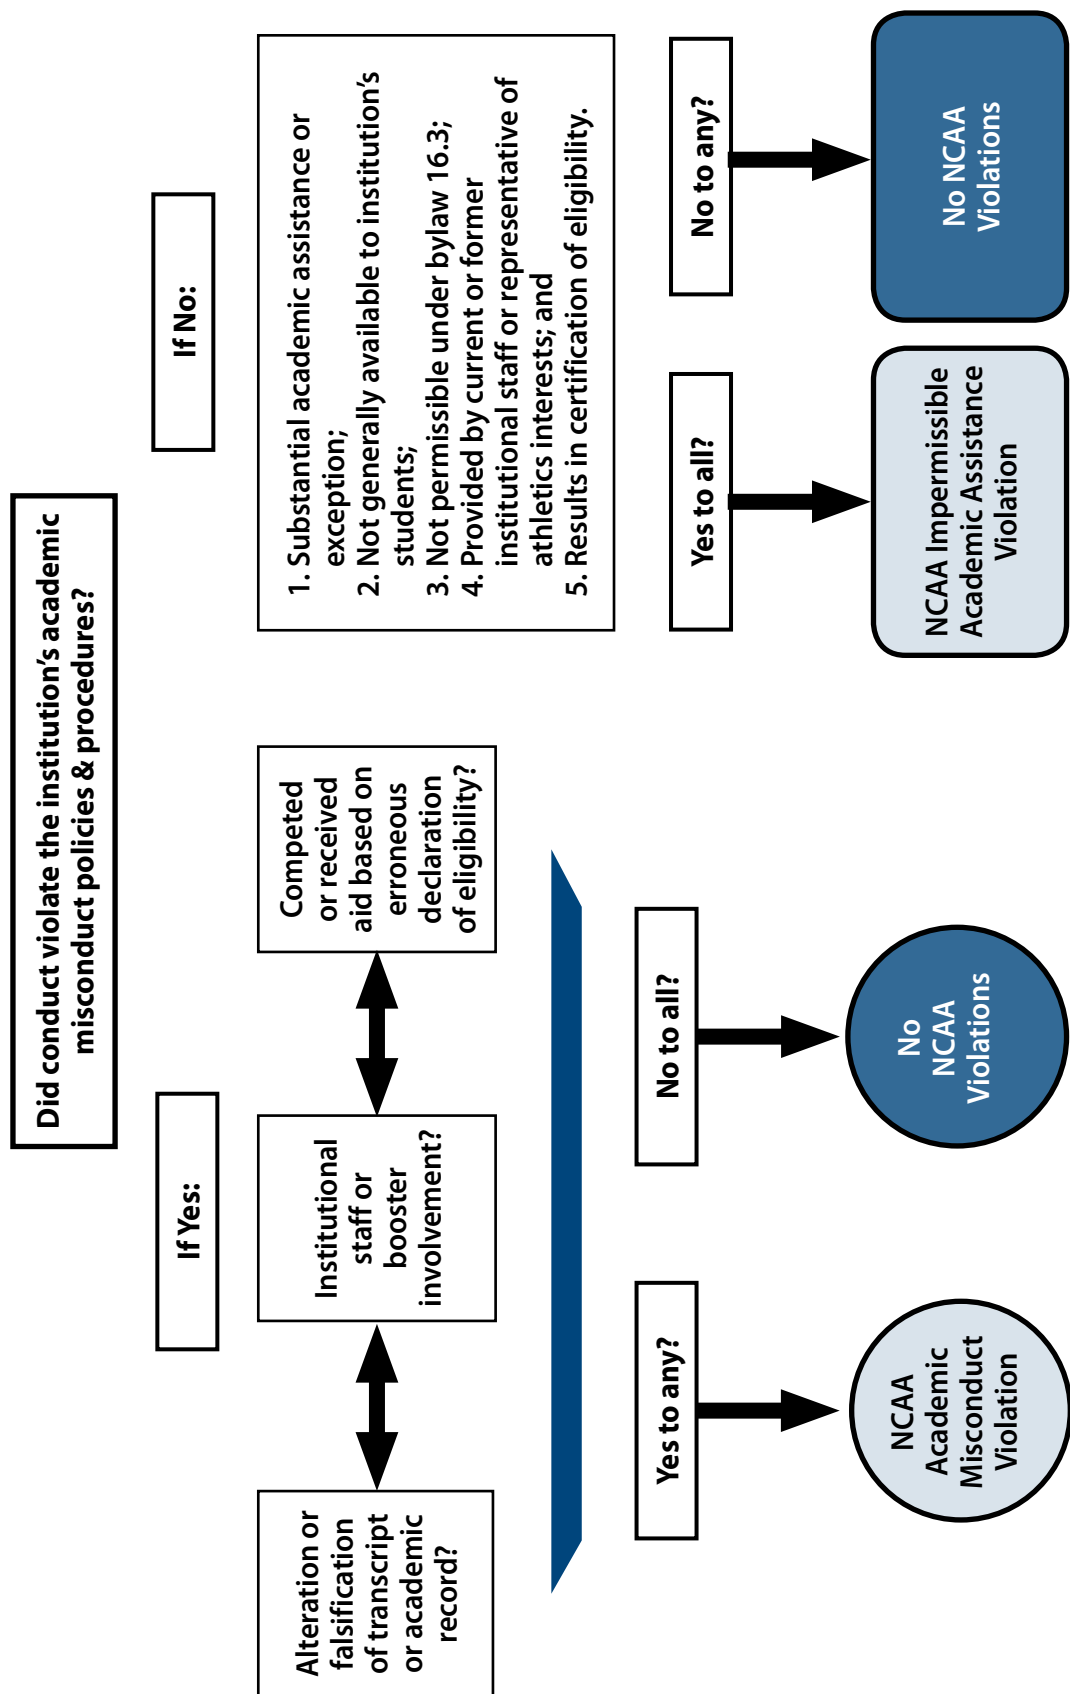 Did conduct violate the institution’s academic
misconduct policies & procedures?
If Yes:
Alteration or
falsification
of transcript
or academic
record?
Institutional
staff or
booster
involvement?
Competed
or received
aid based on
erroneous
declaration
of eligibility?
Yes to any?
NCAA
Academic
Misconduct
Violation
No to all?
No
NCAA
Violations
If No:
1. Substantial academic assistance or
exception;
2. Not generally available to institution’s
students;
3. Not permissible under bylaw 16.3;
4. Provided by current or former
institutional staff or representative of
athletics interests; and
5. Results in certification of eligibility.
Yes to all?
NCAA Impermissible
Academic Assistance
Violation
No to any?
No NCAA
Violations